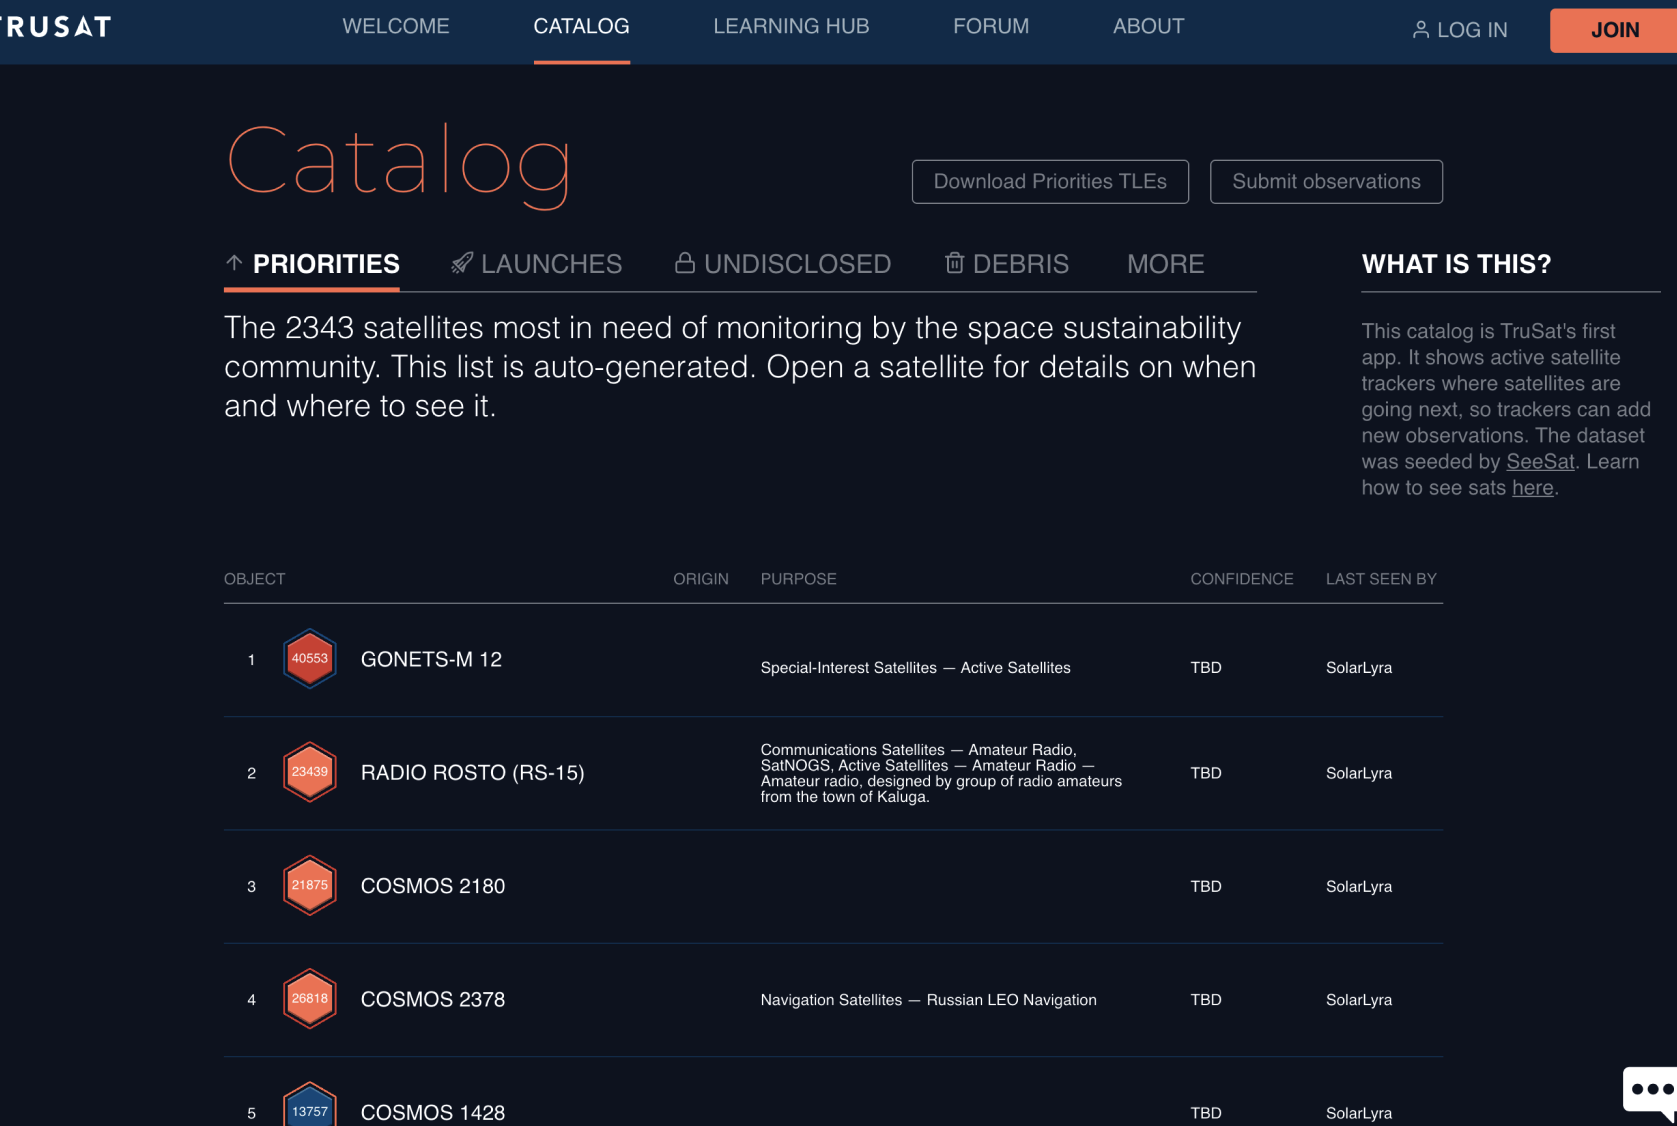 TRUSAT
WELCOME
CATALOG
LEARNING HUB
FORUM
ABOUT
LOG IN
JOIN
Catalog
Download Priorities TLEs
Submit observations
PRIORITIES
LAUNCHES
UNDISCLOSED
DEBRIS
MORE
The 2343 satellites most in need of monitoring by the space sustainability
community. This list is auto-generated. Open a satellite for details on when
and where to see it.
WHAT IS THIS?
This catalog is TruSat's first
app. It shows active satellite
trackers where satellites are
going next, so trackers can add
new observations. The dataset
was seeded by SeeSat. Learn
how to see sats here.
OBJECT ORIGIN PURPOSE CONFIDENCE LAST SEEN BY
1 40553 GONETS-M 12 Special-Interest Satellites — Active Satellites TBD SolarLyra
2 23439 RADIO ROSTO (RS-15)
Communications Satellites — Amateur Radio,
SatNOGS, Active Satellites — Amateur Radio —
Amateur radio, designed by group of radio amateurs
from the town of Kaluga.
TBD SolarLyra
3 21875 COSMOS 2180 TBD SolarLyra
4 26818 COSMOS 2378 Navigation Satellites — Russian LEO Navigation TBD SolarLyra
5 13757 COSMOS 1428 TBD SolarLyra